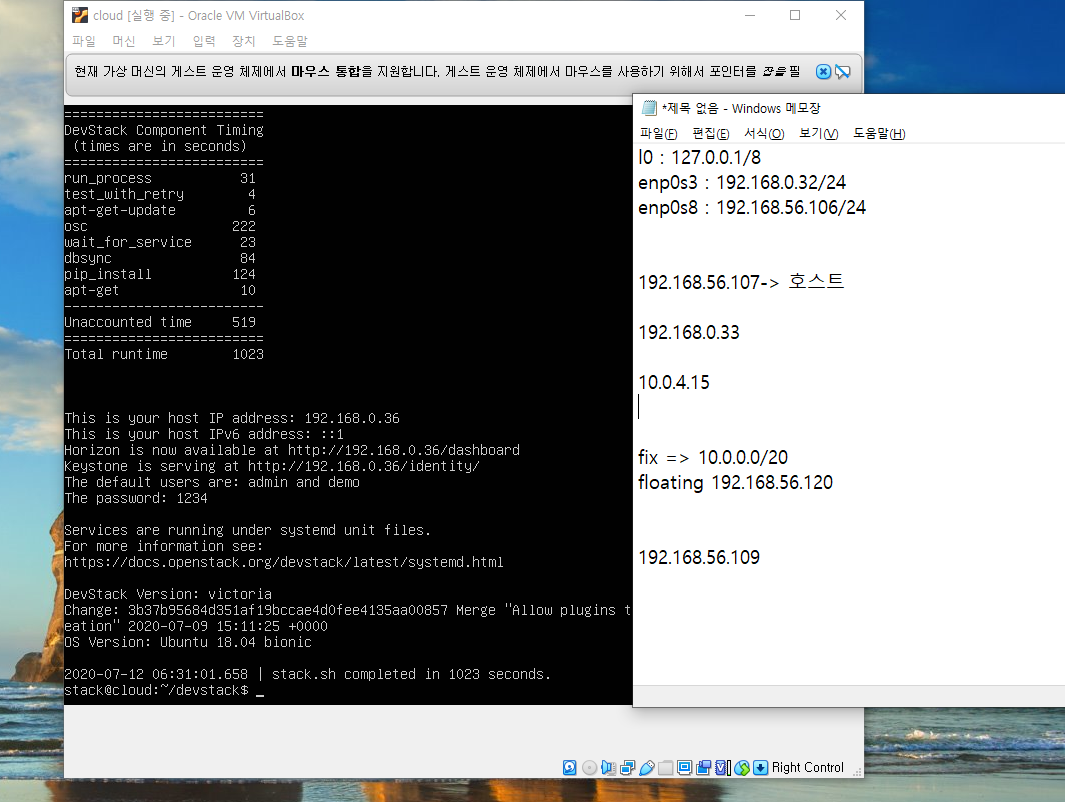 cloud [실행 중] - Oracle VM VirtualBox
파일 머신 보기 입력 장치 도움말
현재 가상 머신의 게스트 운영 체제에서 마우스 통합을 지원합니다. 게스트 운영 체제에서 마우스를 사용하기 위해서 포인터를 필
=========================
DevStack Component Timing
(times are in seconds)
=========================
run_process 31
test_with_retry 4
apt-get-update 6
osc 222
wait_for_service 23
dbsync 84
pip_install 124
apt-get 10
-------------------------
Unaccounted time 519
=========================
Total runtime 1023
This is your host IP address: 192.168.0.36
This is your host IPv6 address: ::1
Horizon is now available at http://192.168.0.36/dashboard
Keystone is serving at http://192.168.0.36/identity/
The default users are: admin and demo
The password: 1234
Services are running under systemd unit files.
For more information see:
https://docs.openstack.org/devstack/latest/systemd.html
DevStack Version: victoria
Change: 3b37b95684d351af19bccae4d0fee4135aa00857 Merge "Allow plugins t
eation" 2020-07-09 15:11:25 +0000
OS Version: Ubuntu 18.04 bionic
2020-07-12 06:31:01.658 | stack.sh completed in 1023 seconds.
stack@cloud:~/devstack$ _
Right Control
*제목 없음 - Windows 메모장
파일(F) 편집(E) 서식(O) 보기(V) 도움말(H)
l0 : 127.0.0.1/8
enp0s3 : 192.168.0.32/24
enp0s8 : 192.168.56.106/24
192.168.56.107-> 호스트
192.168.0.33
10.0.4.15
fix => 10.0.0.0/20
floating 192.168.56.120
192.168.56.109